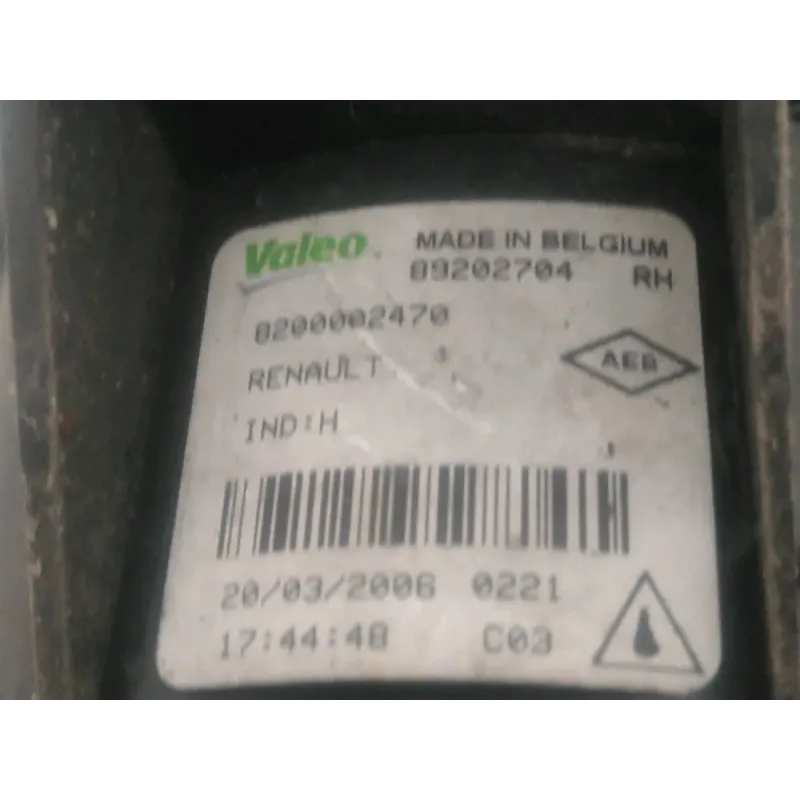 Valeo MADE IN BELGIUM
89202704 RH
8200002470
RENAULT AEB
IND:H
20/03/2006 0221
17:44:48 C03